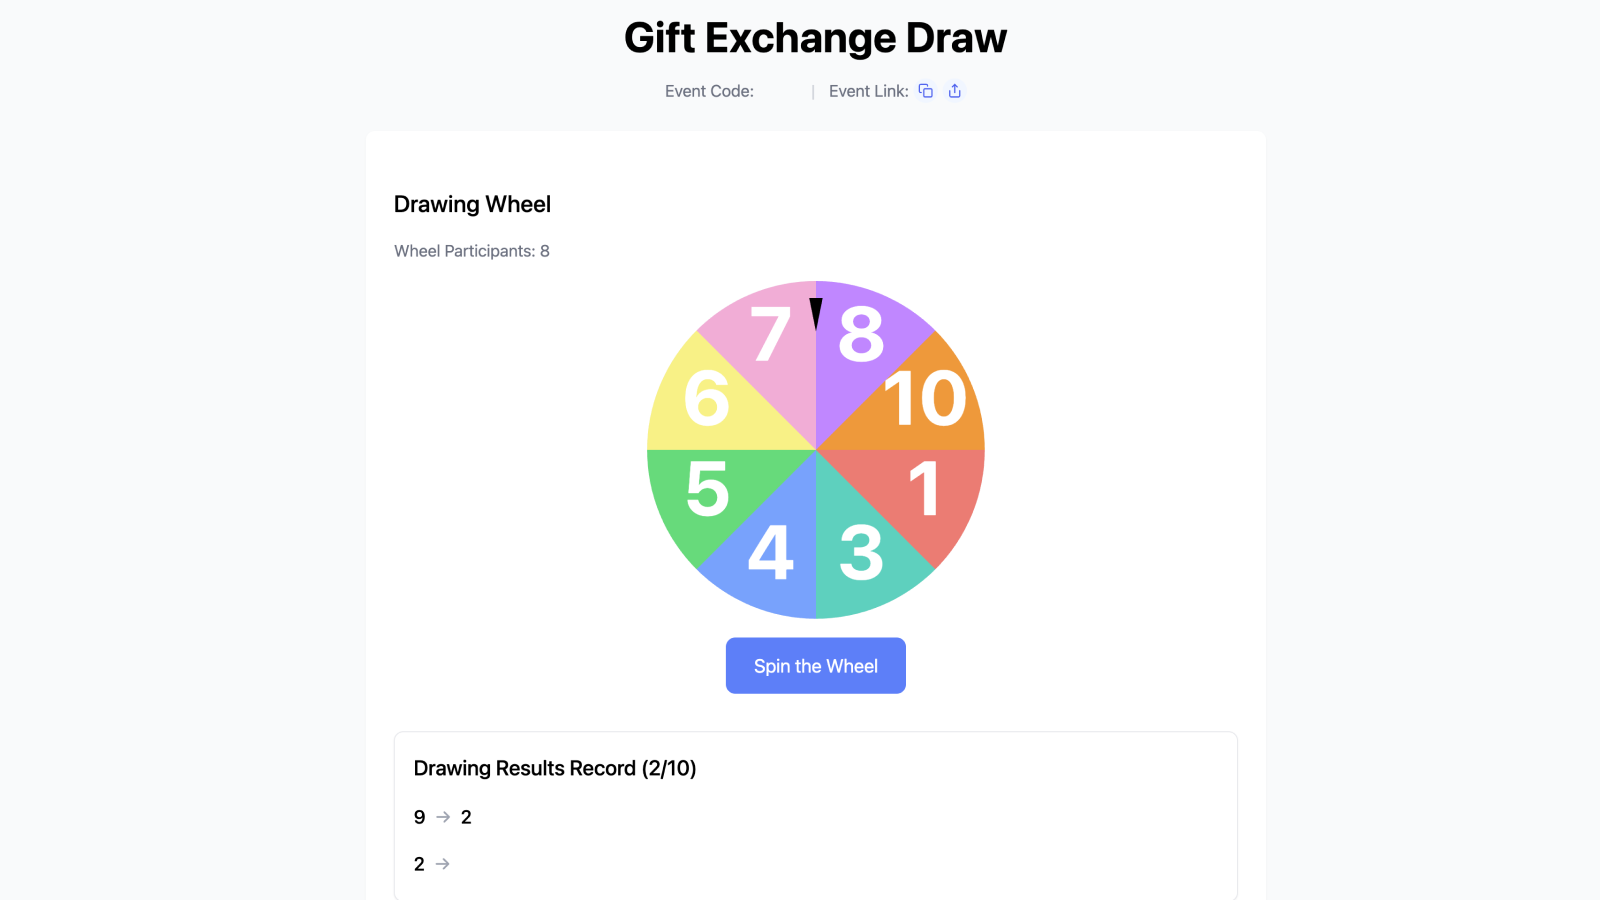 Gift Exchange Draw
Event Code: | Event Link:
Drawing Wheel
Wheel Participants: 8
7 8
6 10
5 1
4 3
Spin the Wheel
Drawing Results Record (2/10)
9 → 2
2 →